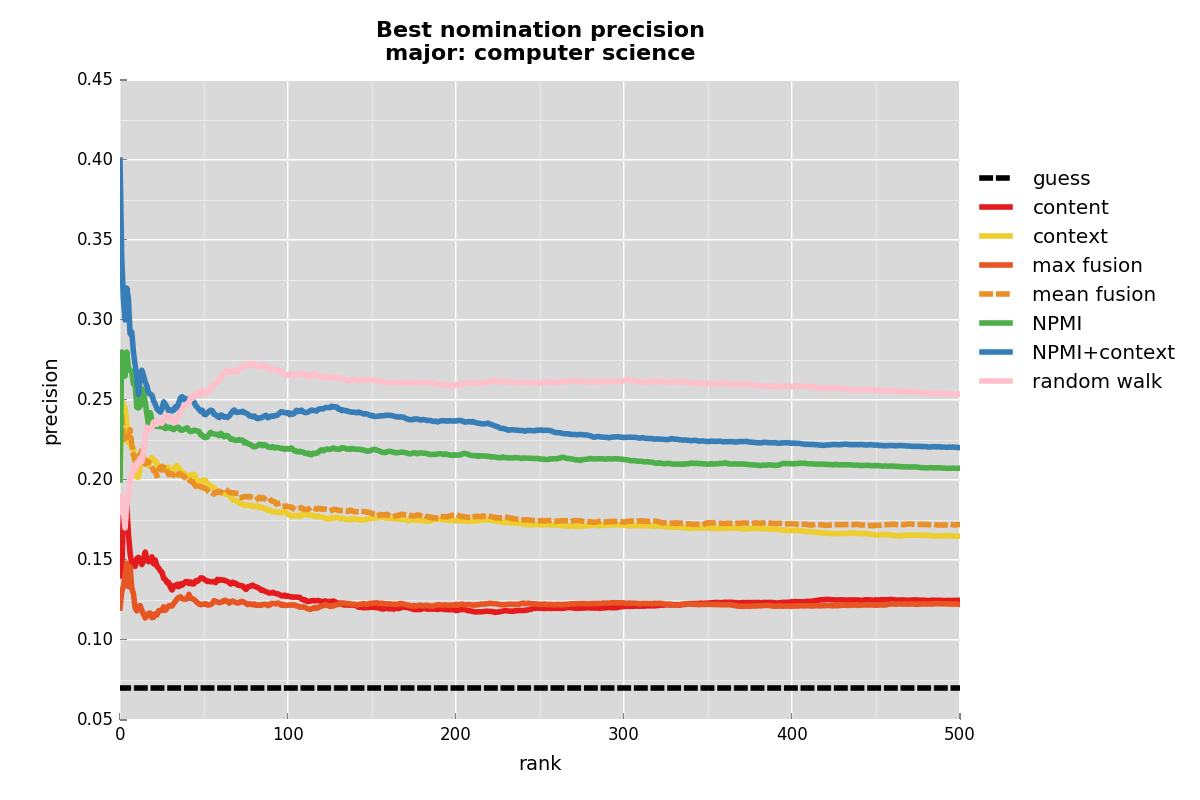 Best nomination precision
major: computer science
0.45
0.40
0.35
0.30
0.25
0.20
0.15
0.10
0.05
precision
0
100
200
300
400
500
rank
guess
content
context
max fusion
mean fusion
NPMI
NPMI+context
random walk